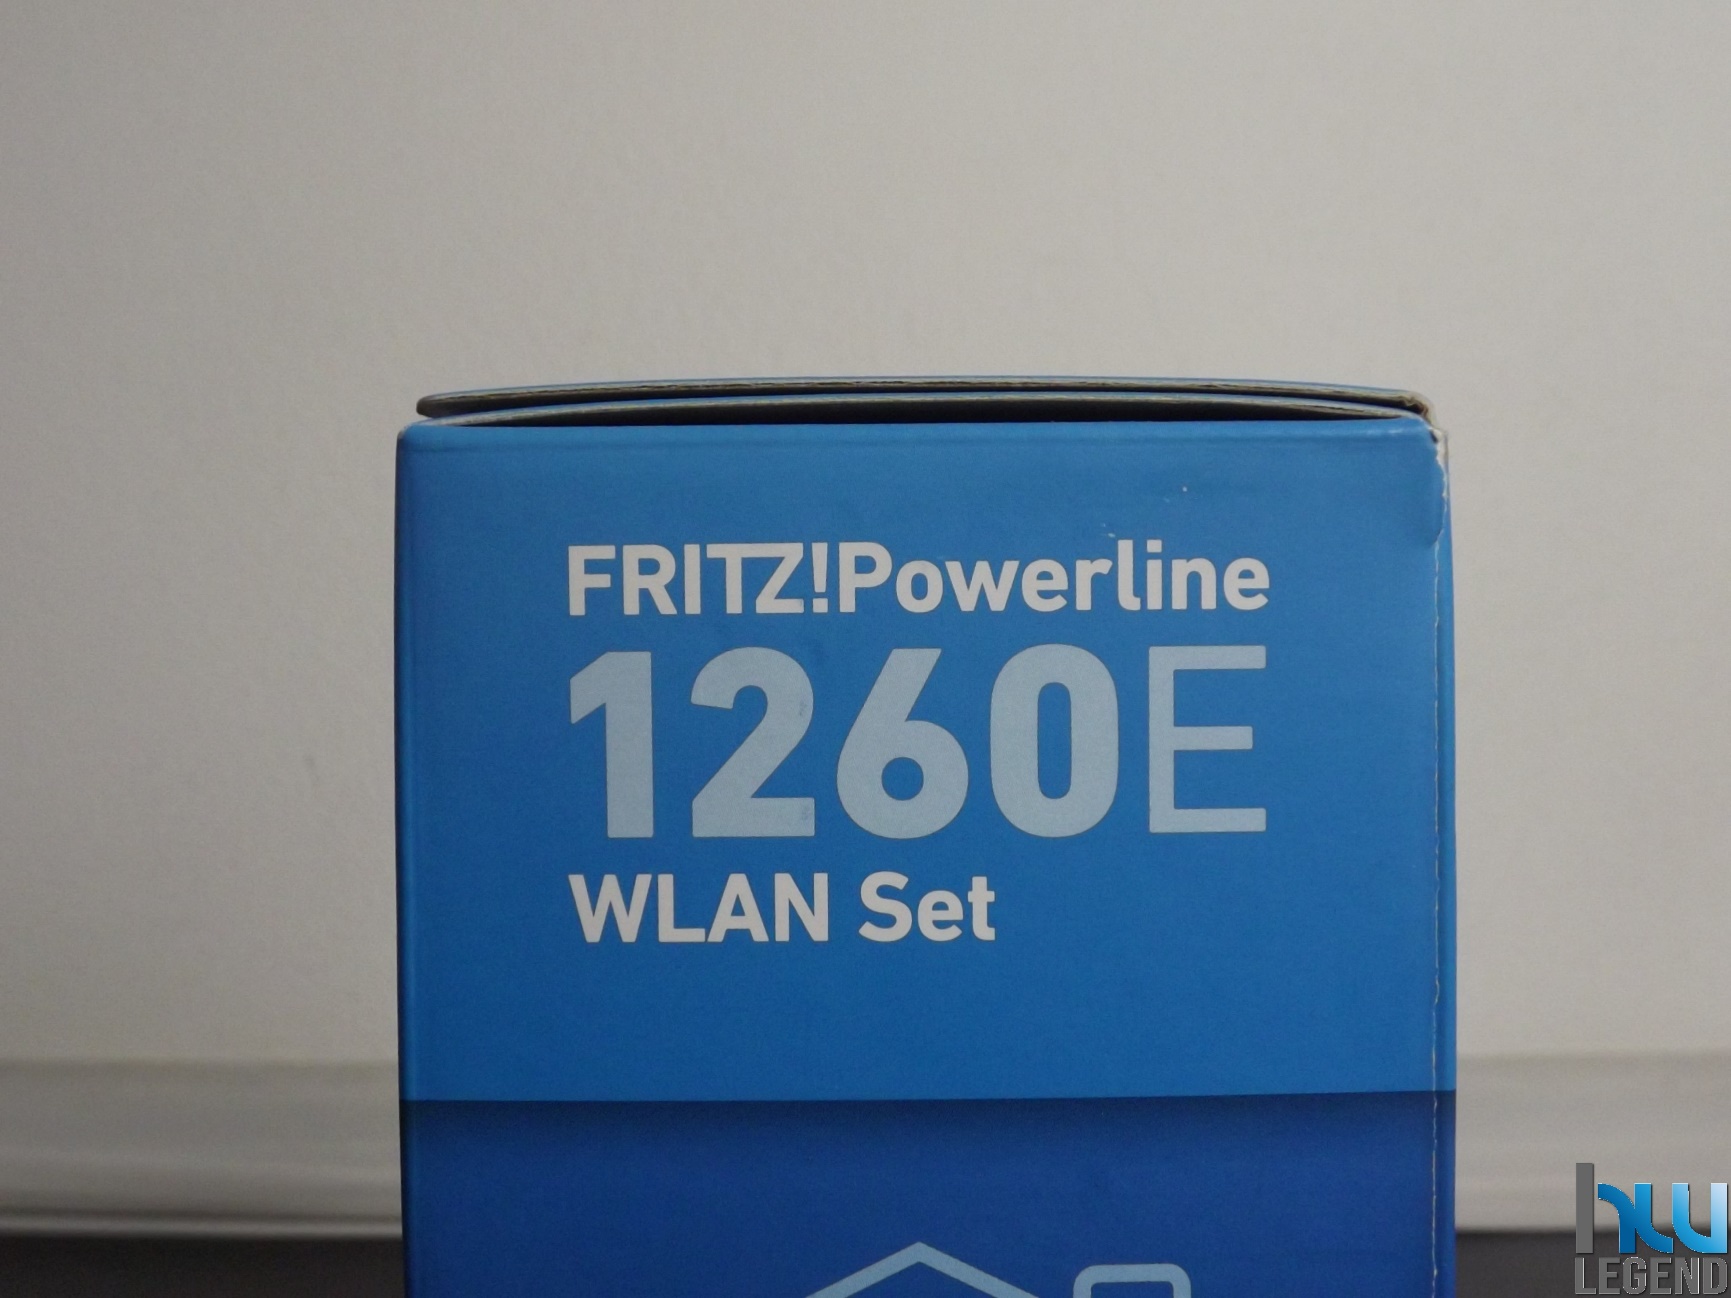 FRITZ!Powerline
1260E
WLAN Set
hw
LEGEND